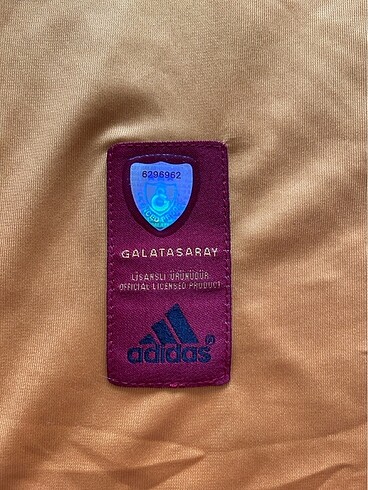 6296962
GALATASARAY
LİSANSLI ÜRÜNÜDÜR
OFFICIAL LICENSED PRODUCT
adidas